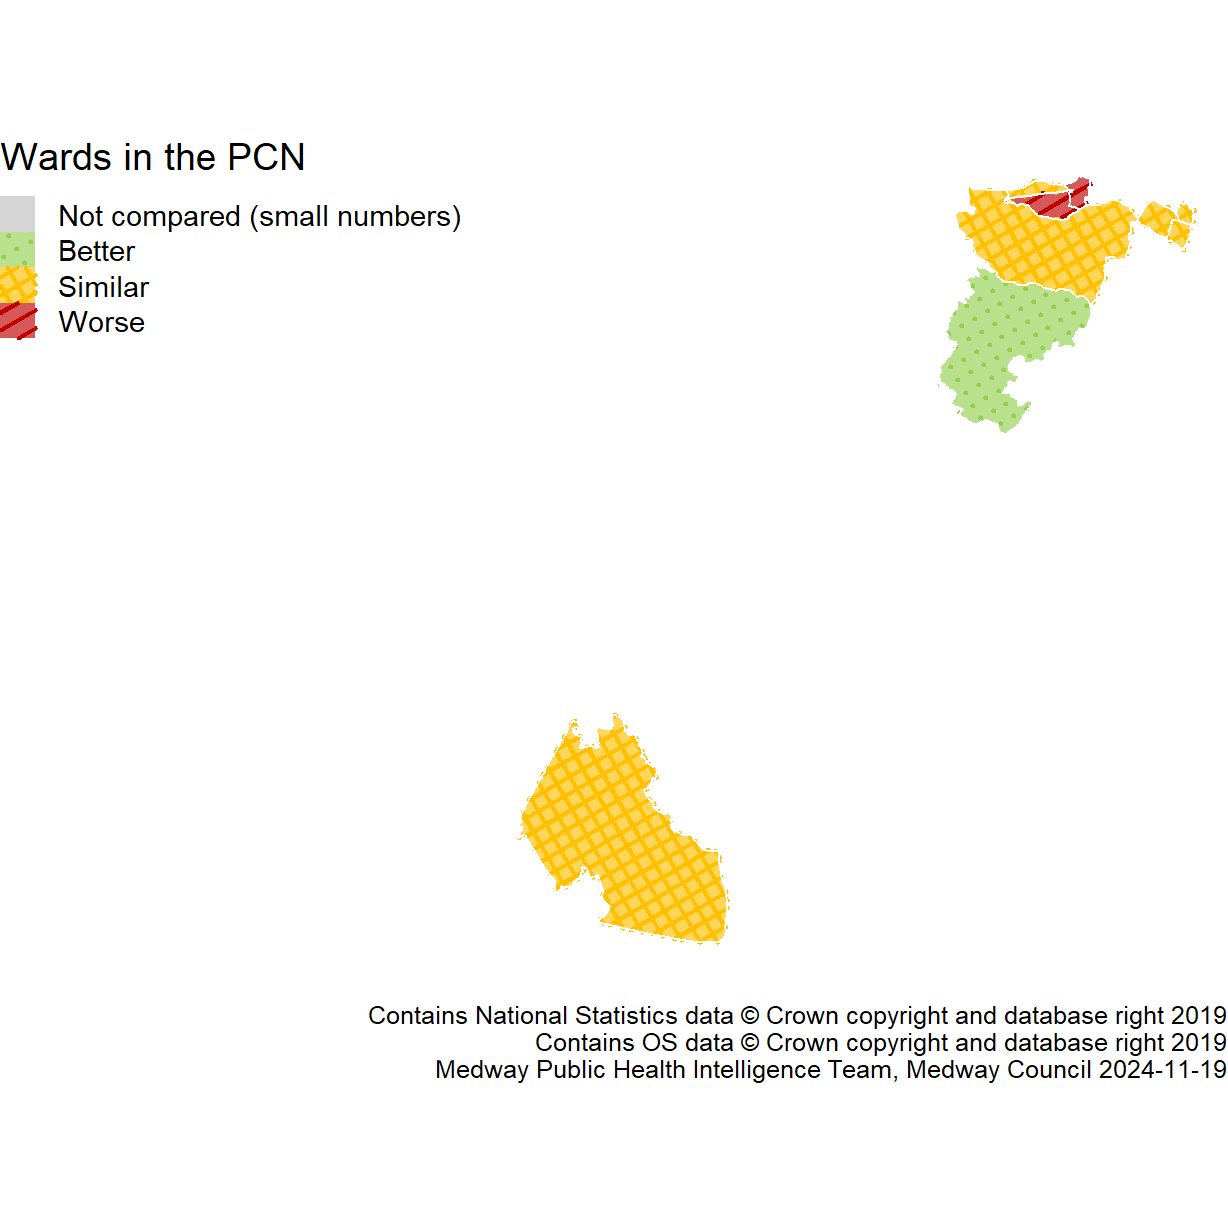 Wards in the PCN
Not compared (small numbers)
Better
Similar
Worse
Contains National Statistics data © Crown copyright and database right 2019
Contains OS data © Crown copyright and database right 2019
Medway Public Health Intelligence Team, Medway Council 2024-11-19